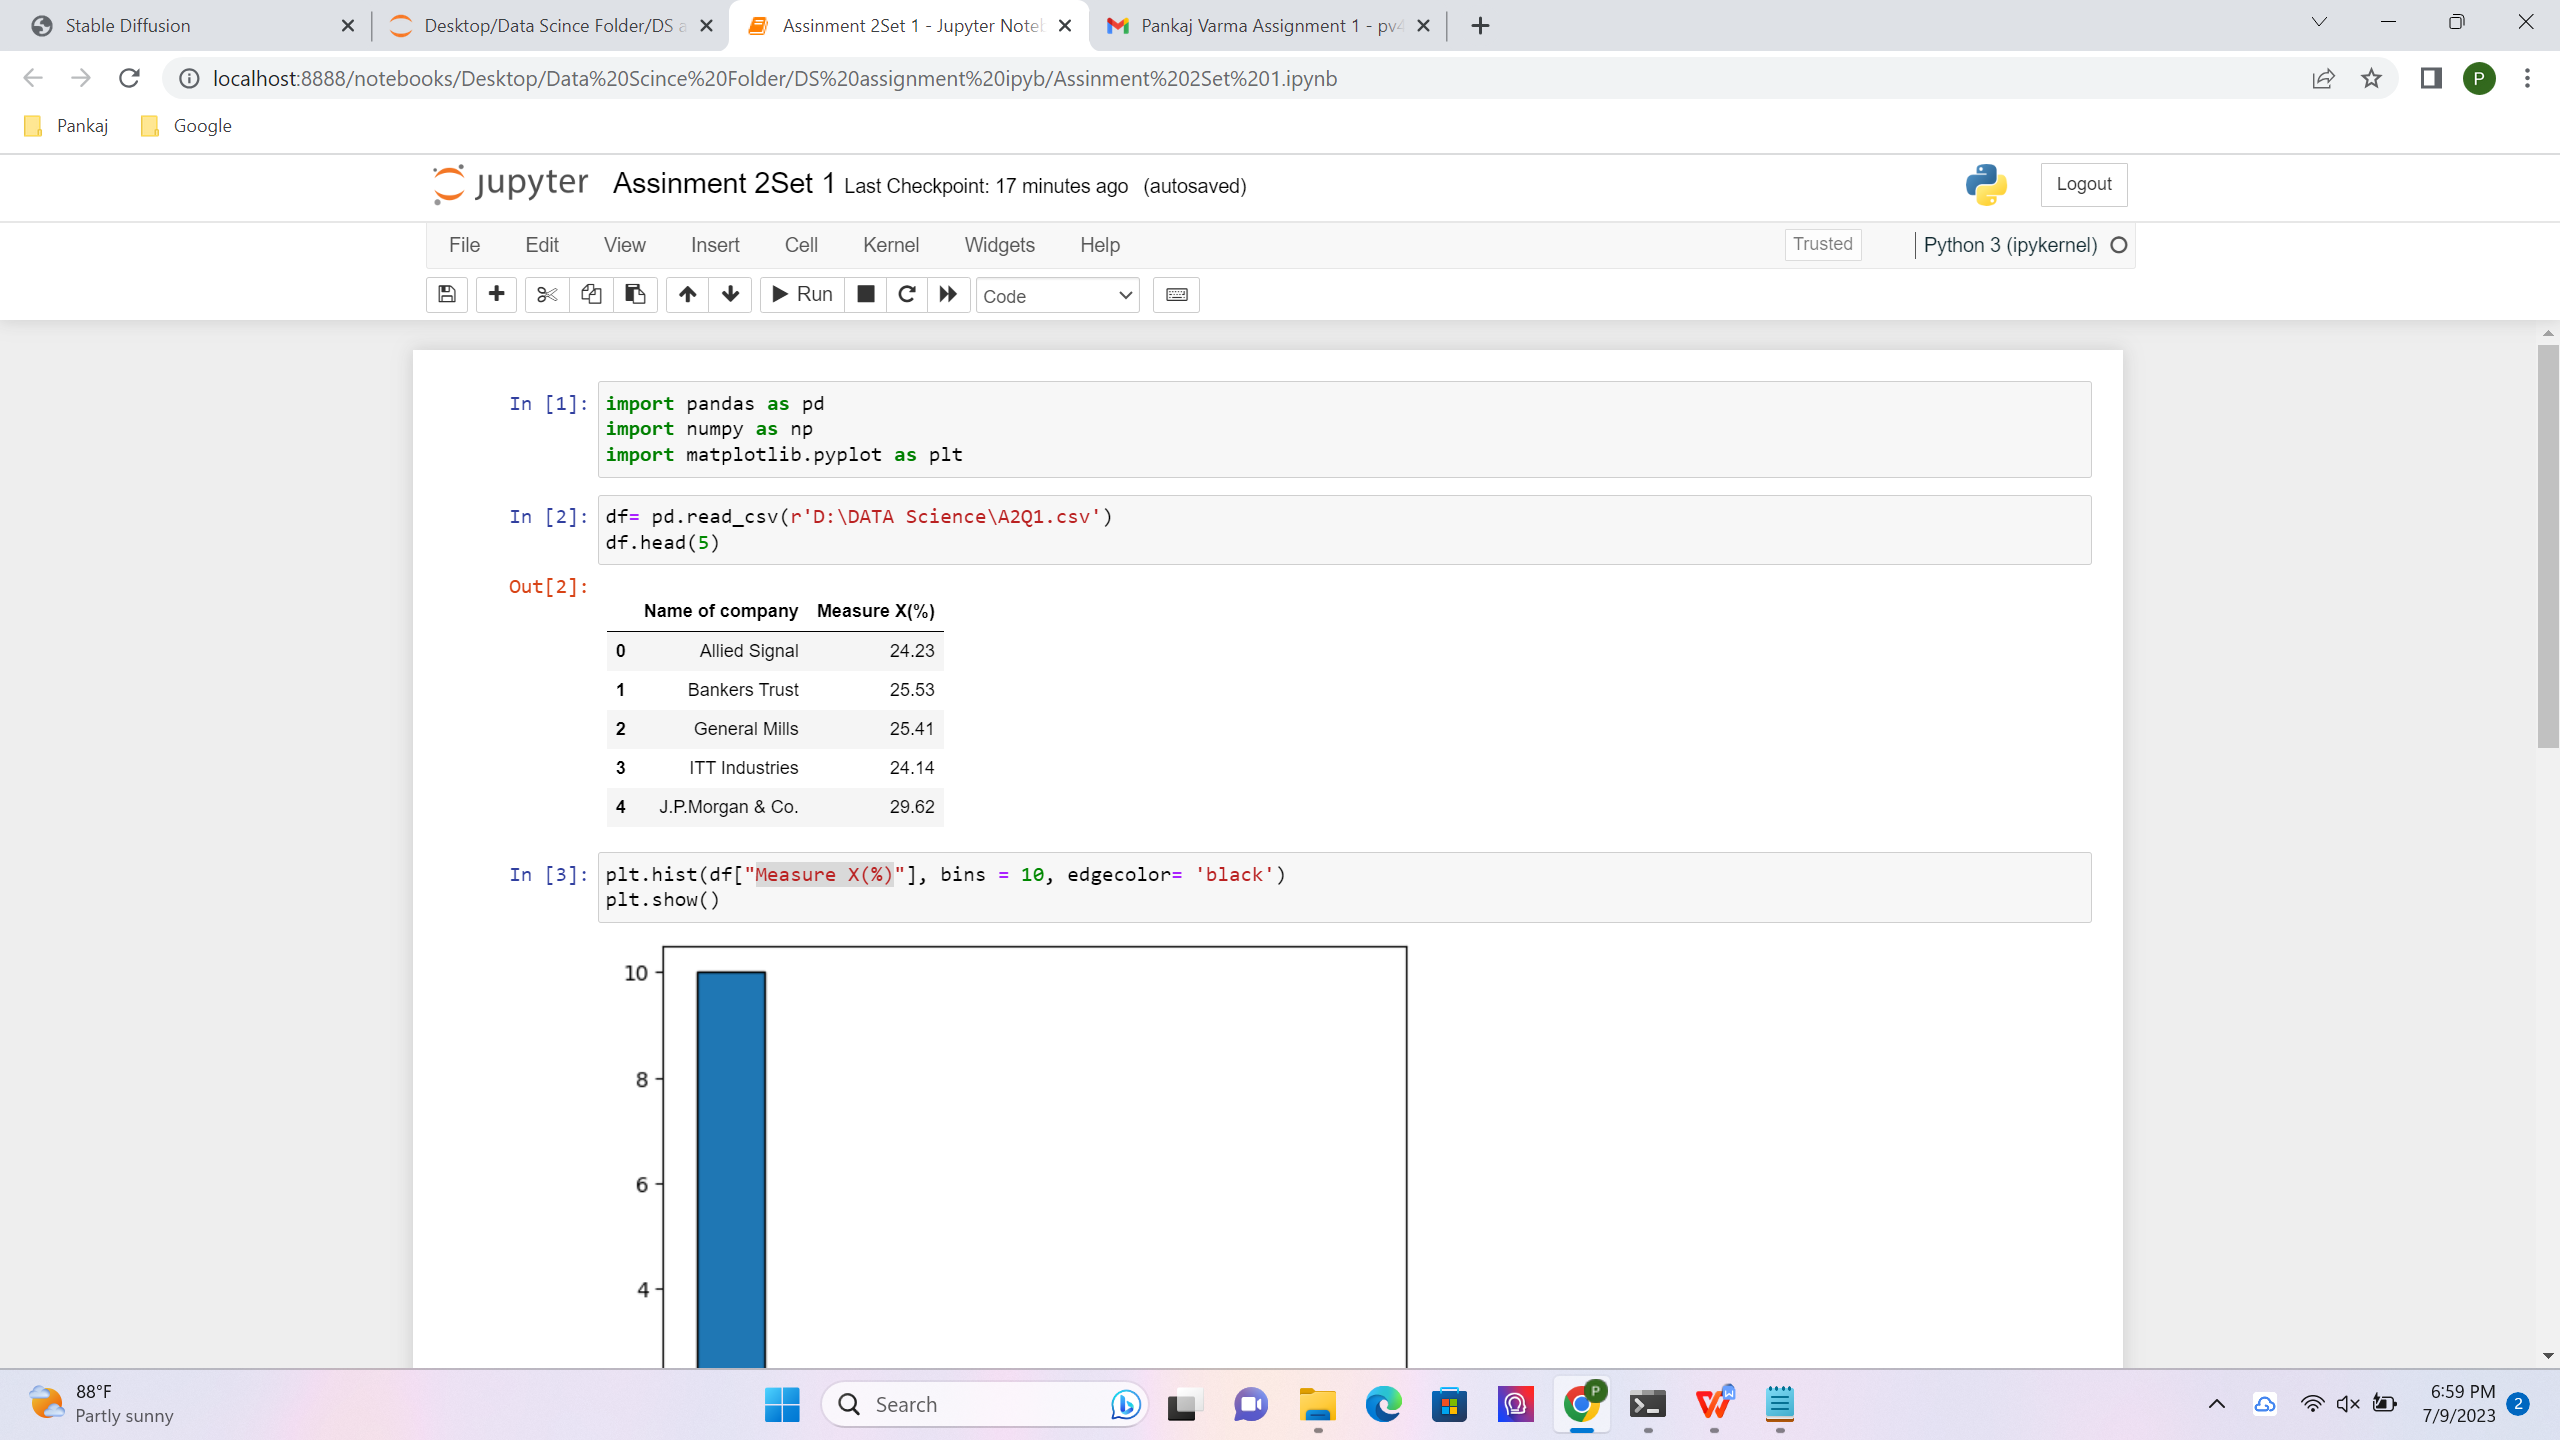 Stable Diffusion
Desktop/Data Scince Folder/DS a
Assinment 2Set 1 - Jupyter Noteb
Pankaj Varma Assignment 1 - pv4
localhost:8888/notebooks/Desktop/Data%20Scince%20Folder/DS%20assignment%20ipyb/Assinment%202Set%201.ipynb
P
Pankaj
Google
jupyter
Assinment 2Set 1 Last Checkpoint: 17 minutes ago (autosaved)
Logout
File Edit View Insert Cell Kernel Widgets Help
Trusted
Python 3 (ipykernel)
Run
Code
In [1]:
import pandas as pd
import numpy as np
import matplotlib.pyplot as plt
In [2]:
df= pd.read_csv(r'D:\DATA Science\A2Q1.csv')
df.head(5)
Out[2]:
Name of company Measure X(%)
0 Allied Signal 24.23
1 Bankers Trust 25.53
2 General Mills 25.41
3 ITT Industries 24.14
4 J.P.Morgan & Co. 29.62
In [3]:
plt.hist(df["Measure X(%)"], bins = 10, edgecolor= 'black')
plt.show()
10
8
6
4
88°F
Partly sunny
Search
P
6:59 PM
7/9/2023
2